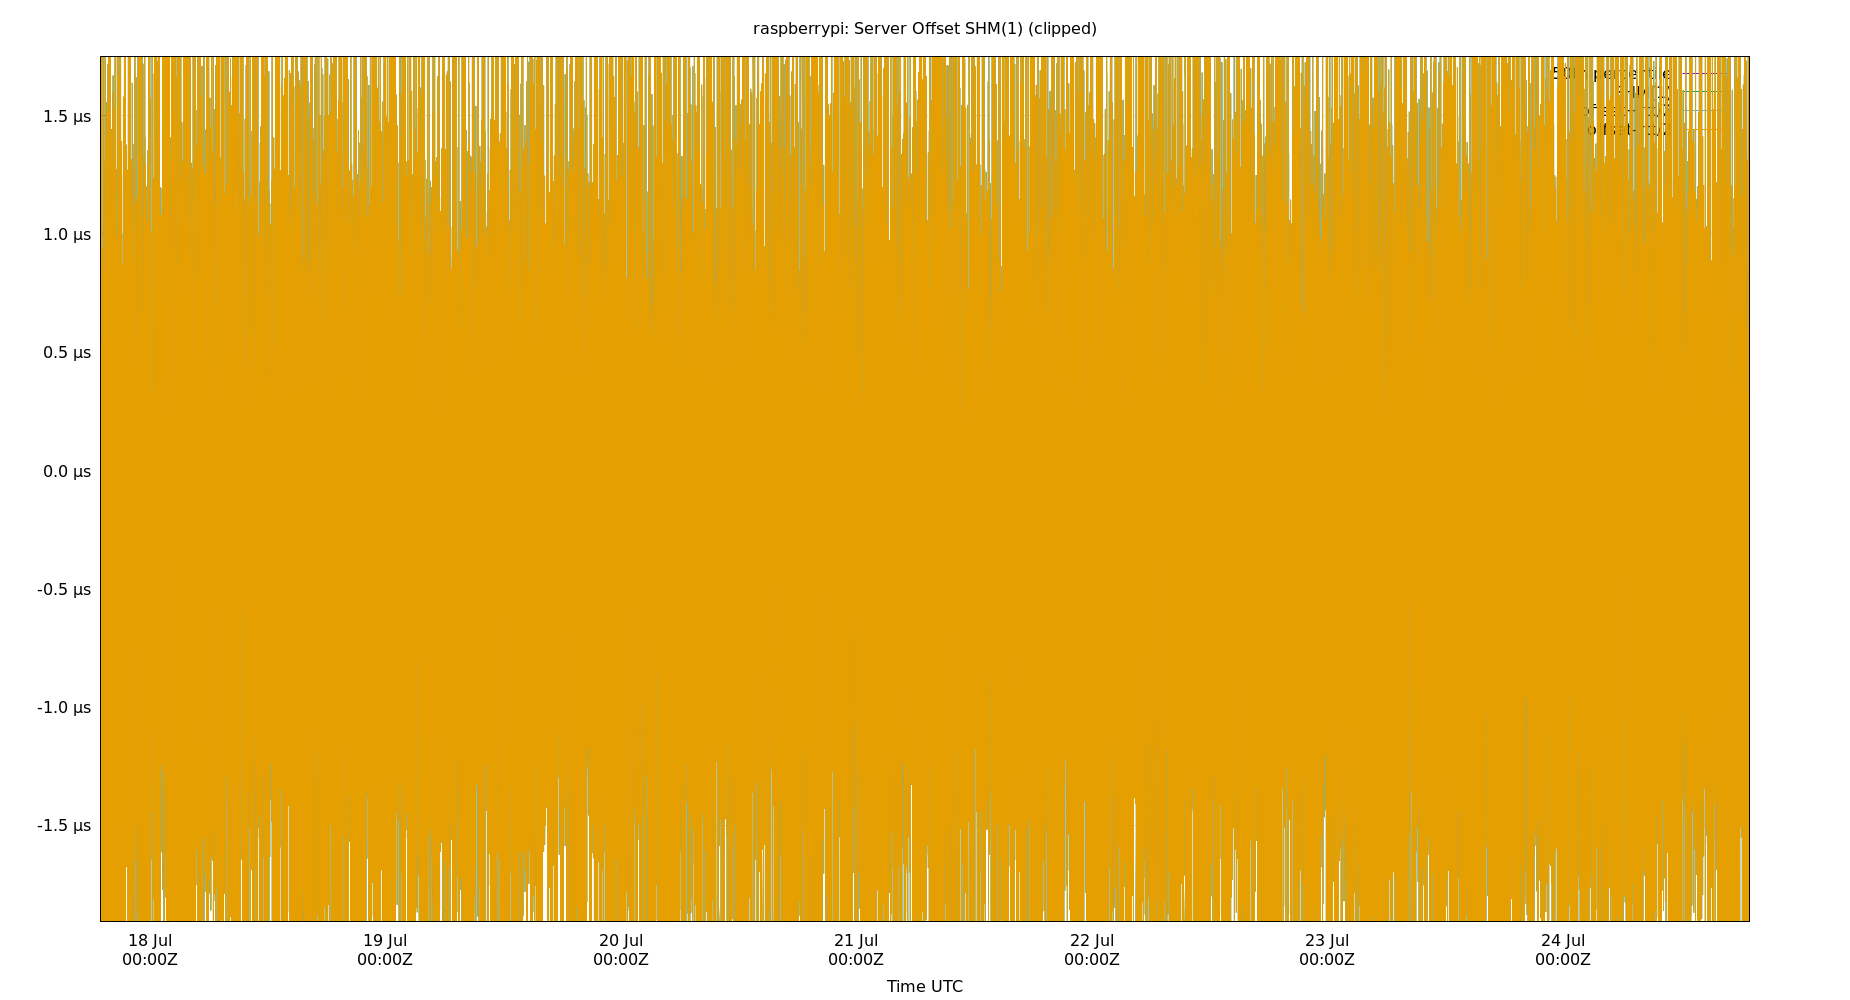 raspberrypi: Server Offset SHM(1) (clipped)
1.5 µs
1.0 µs
0.5 µs
0.0 µs
-0.5 µs
-1.0 µs
-1.5 µs
18 Jul 19 Jul 20 Jul 21 Jul 22 Jul 23 Jul 24 Jul
00:00Z 00:00Z 00:00Z 00:00Z 00:00Z 00:00Z 00:00Z
Time UTC